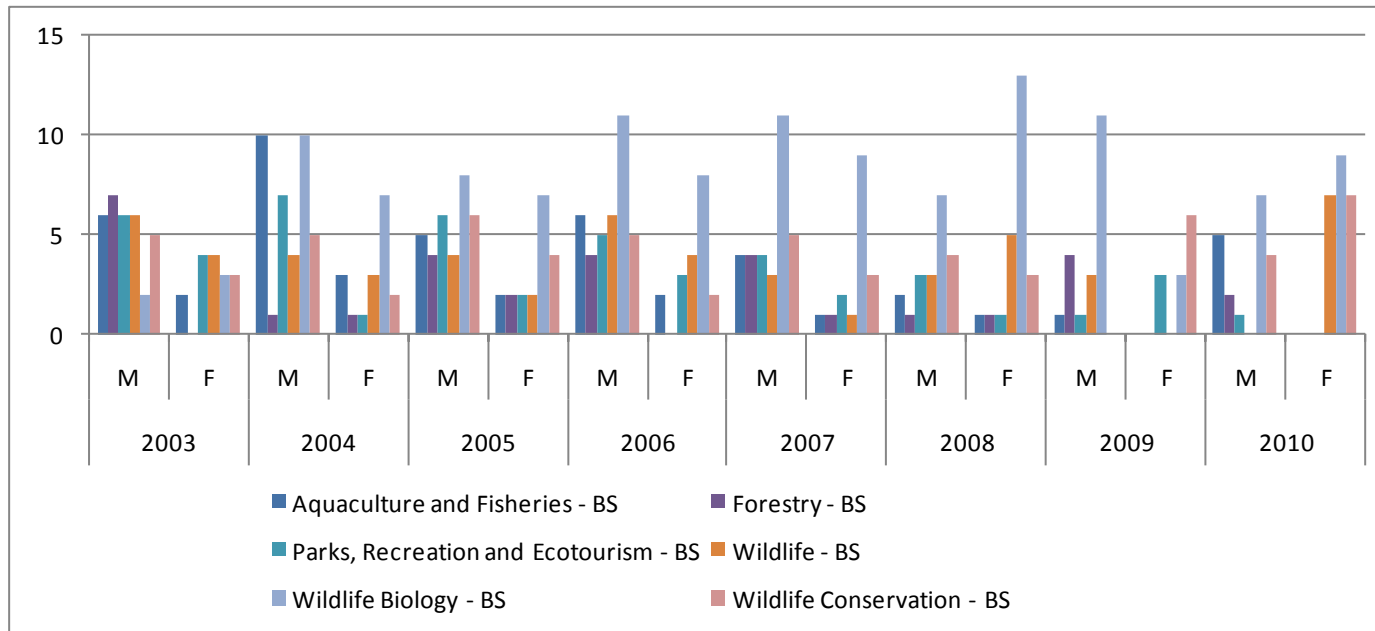 15
10
5
0
M F M F M F M F M F M F M F M F
2003 2004 2005 2006 2007 2008 2009 2010
Aquaculture and Fisheries - BS Forestry - BS
Parks, Recreation and Ecotourism - BS Wildlife - BS
Wildlife Biology - BS Wildlife Conservation - BS